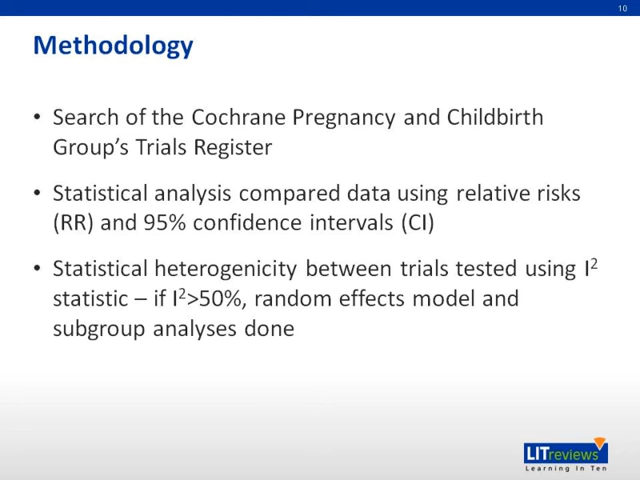 10
Methodology
• Search of the Cochrane Pregnancy and Childbirth
Group's Trials Register
• Statistical analysis compared data using relative risks
(RR) and 95% confidence intervals (CI)
• Statistical heterogenicity between trials tested using I²
statistic – if I²>50%, random effects model and
subgroup analyses done
LITreviews
Learning In Ten